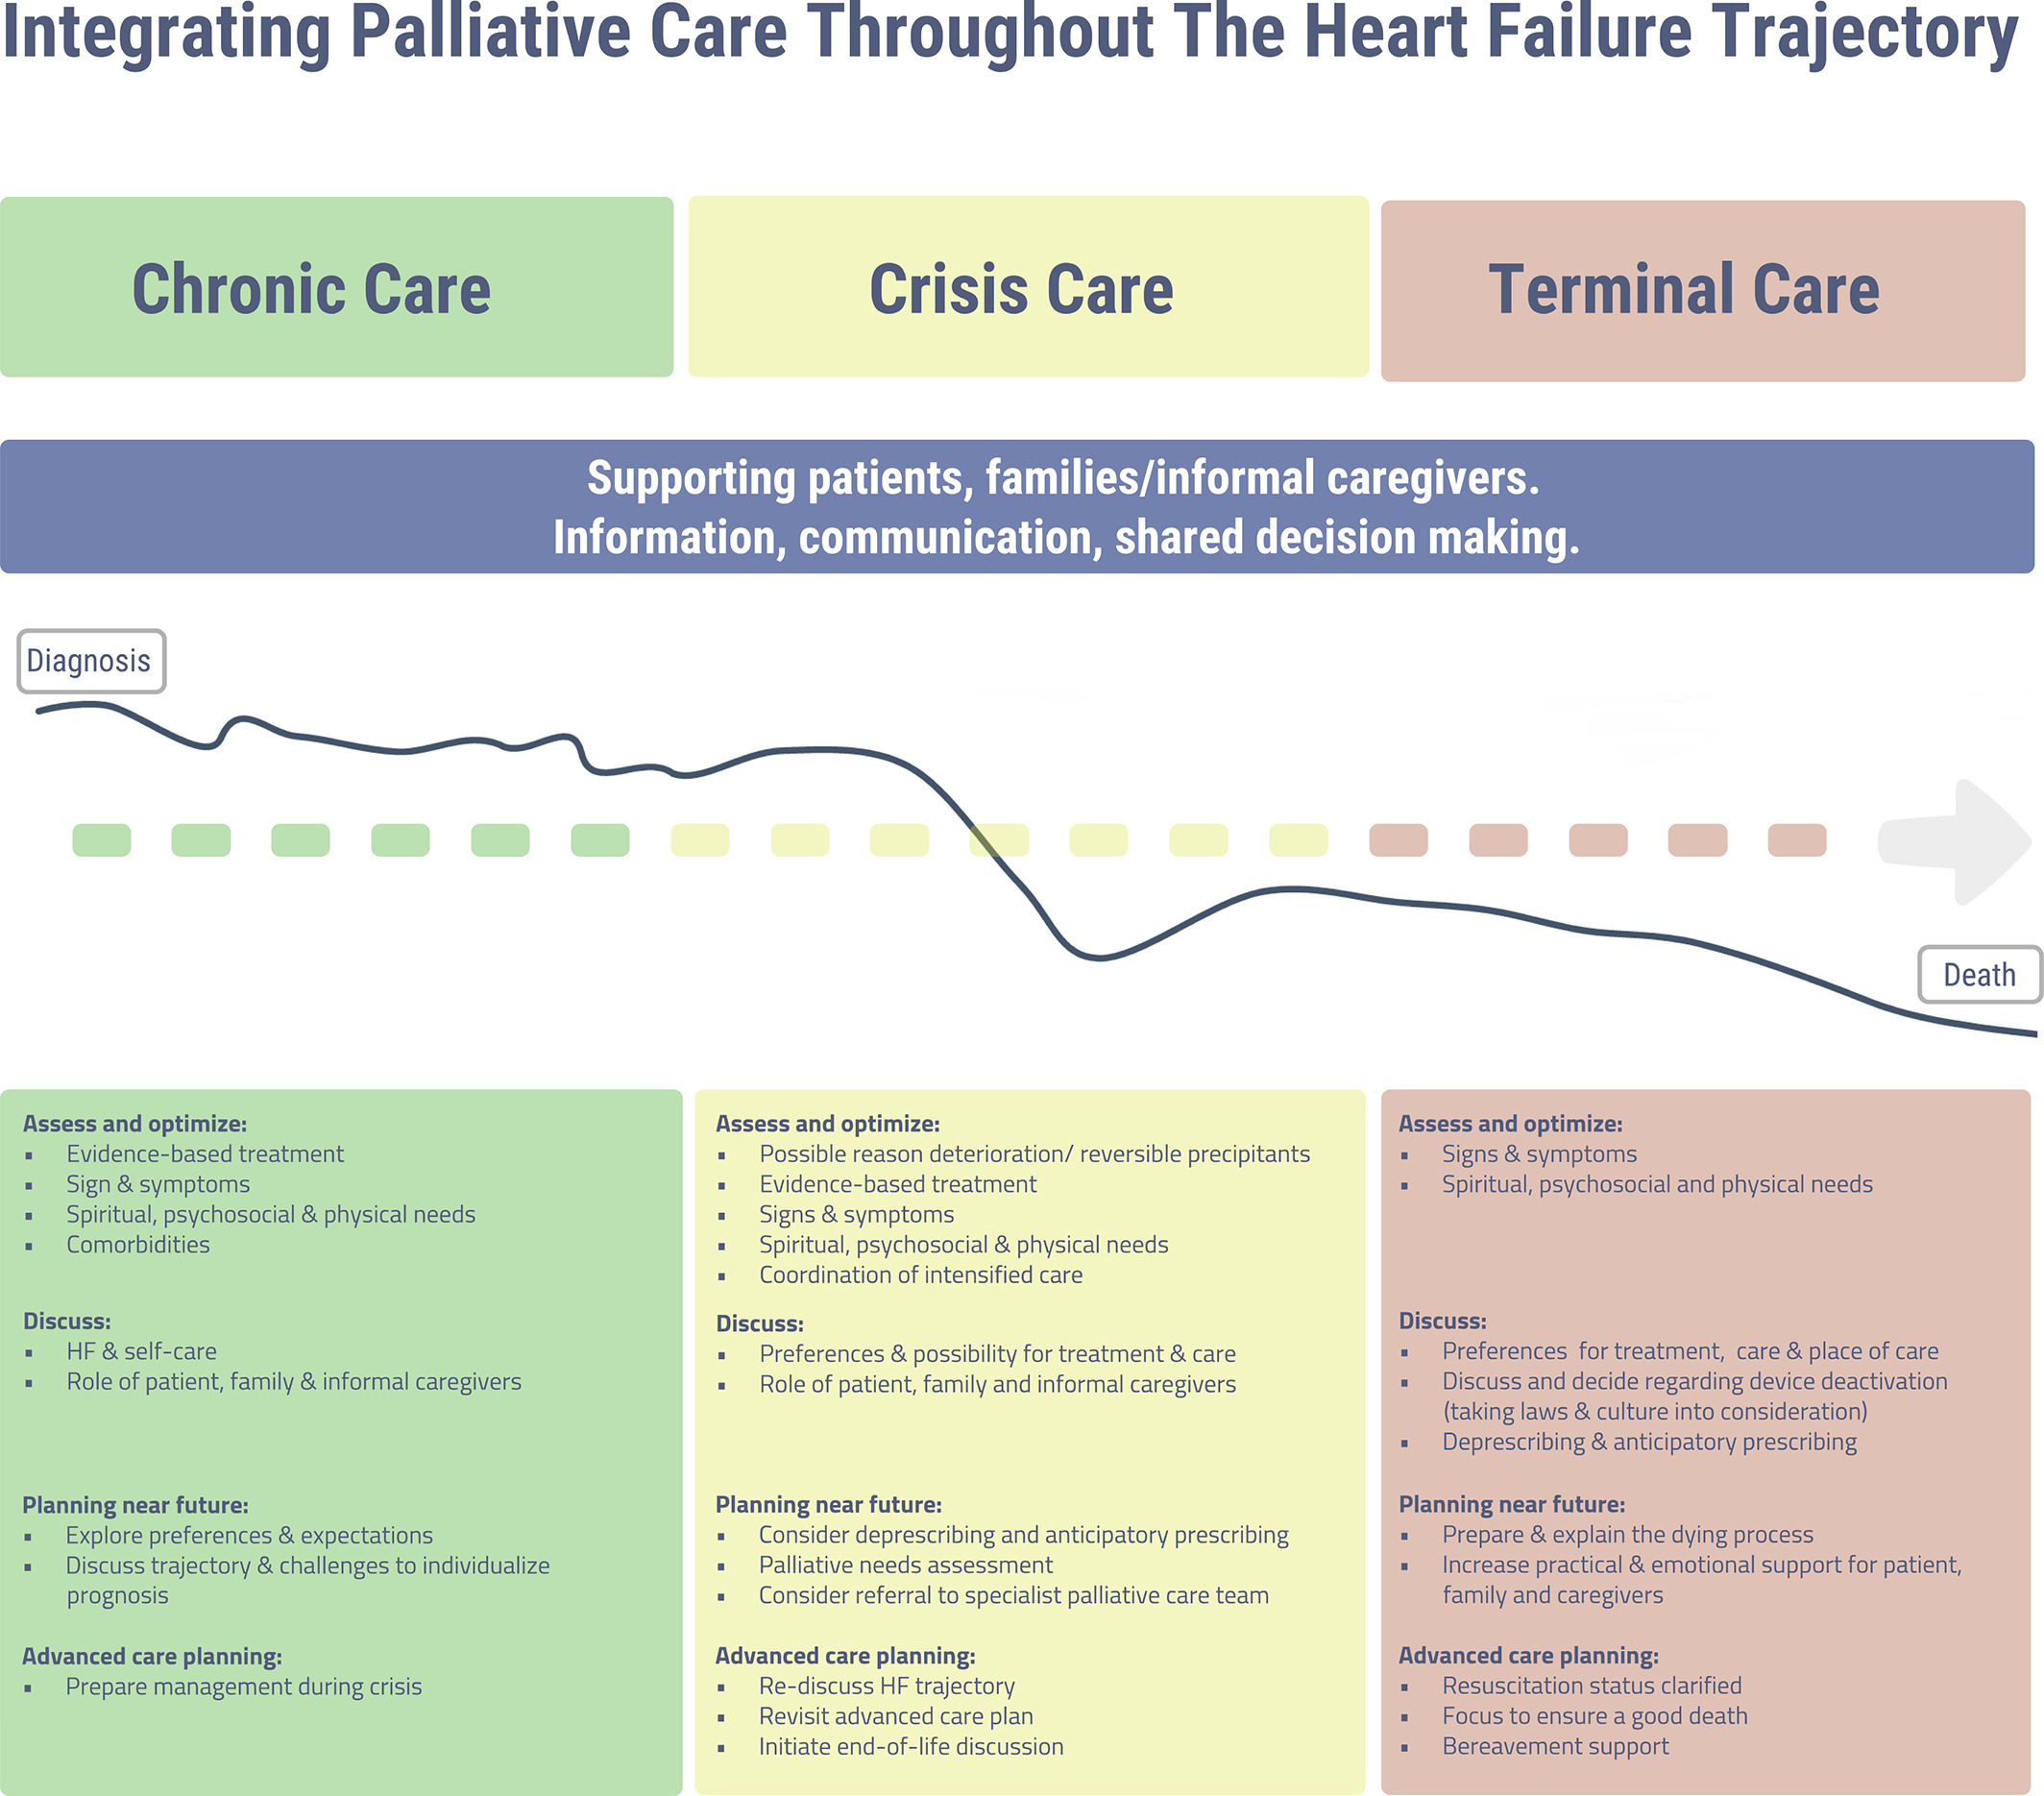 Integrating Palliative Care Throughout The Heart Failure Trajectory
Chronic Care
Crisis Care
Terminal Care
Supporting patients, families/informal caregivers.
Information, communication, shared decision making.
Diagnosis
Death
Assess and optimize:
▪ Evidence-based treatment
▪ Sign & symptoms
▪ Spiritual, psychosocial & physical needs
▪ Comorbidities
Discuss:
▪ HF & self-care
▪ Role of patient, family & informal caregivers
Planning near future:
▪ Explore preferences & expectations
▪ Discuss trajectory & challenges to individualize
prognosis
Advanced care planning:
▪ Prepare management during crisis
Assess and optimize:
▪ Possible reason deterioration/ reversible precipitants
▪ Evidence-based treatment
▪ Signs & symptoms
▪ Spiritual, psychosocial & physical needs
▪ Coordination of intensified care
Discuss:
▪ Preferences & possibility for treatment & care
▪ Role of patient, family and informal caregivers
Planning near future:
▪ Consider deprescribing and anticipatory prescribing
▪ Palliative needs assessment
▪ Consider referral to specialist palliative care team
Advanced care planning:
▪ Re-discuss HF trajectory
▪ Revisit advanced care plan
▪ Initiate end-of-life discussion
Assess and optimize:
▪ Signs & symptoms
▪ Spiritual, psychosocial and physical needs
Discuss:
▪ Preferences for treatment, care & place of care
▪ Discuss and decide regarding device deactivation
(taking laws & culture into consideration)
▪ Deprescribing & anticipatory prescribing
Planning near future:
▪ Prepare & explain the dying process
▪ Increase practical & emotional support for patient,
family and caregivers
Advanced care planning:
▪ Resuscitation status clarified
▪ Focus to ensure a good death
▪ Bereavement support